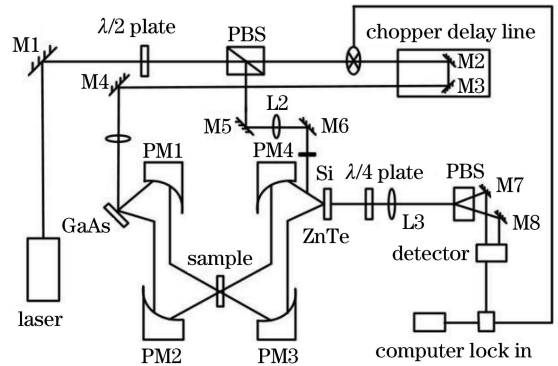 λ/2 plate
PBS
chopper delay line
M1
M2
M4
M3
L2
M5
M6
PM1
PM4
Si
λ/4 plate
PBS
M7
M8
GaAs
ZnTe
L3
sample
detector
laser
PM2
PM3
computer lock in